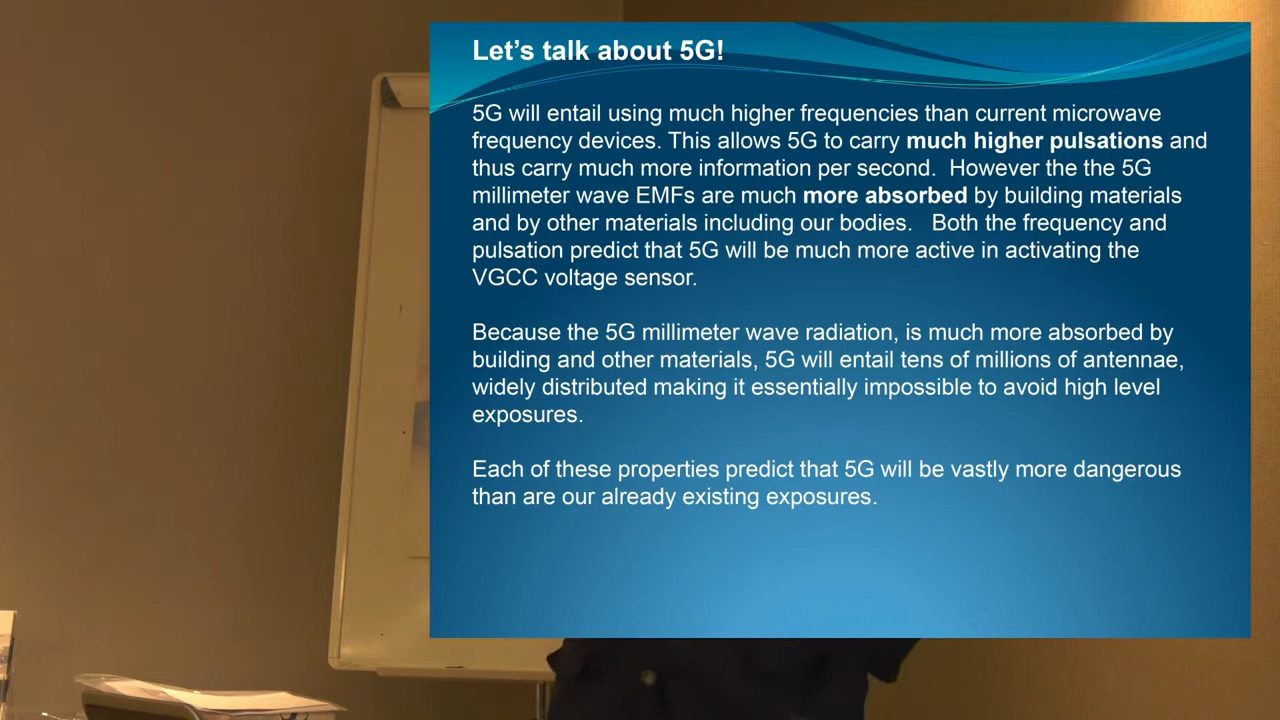 Let’s talk about 5G!
5G will entail using much higher frequencies than current microwave
frequency devices. This allows 5G to carry much higher pulsations and
thus carry much more information per second.  However the the 5G
millimeter wave EMFs are much more absorbed by building materials
and by other materials including our bodies.   Both the frequency and
pulsation predict that 5G will be much more active in activating the
VGCC voltage sensor.
Because the 5G millimeter wave radiation, is much more absorbed by
building and other materials, 5G will entail tens of millions of antennae,
widely distributed making it essentially impossible to avoid high level
exposures.
Each of these properties predict that 5G will be vastly more dangerous
than are our already existing exposures.